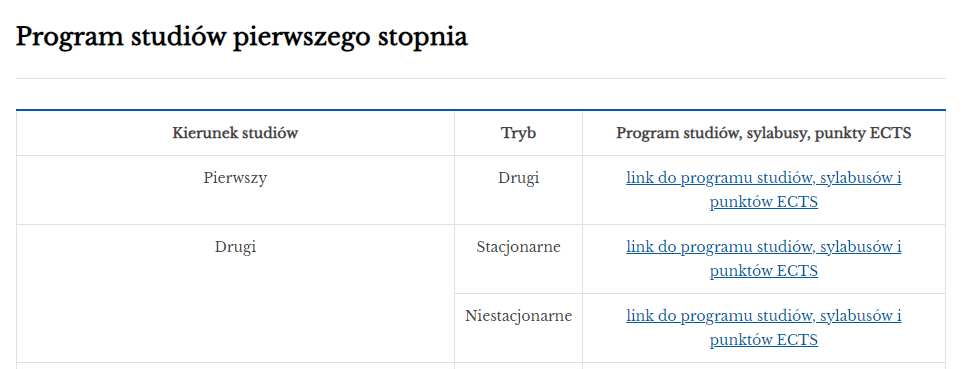 Program studiów pierwszego stopnia
Kierunek studiów Tryb Program studiów, sylabusy, punkty ECTS
Pierwszy Drugi link do programu studiów, sylabusów i
punktów ECTS
Drugi Stacjonarne link do programu studiów, sylabusów i
punktów ECTS
Niestacjonarne link do programu studiów, sylabusów i
punktów ECTS